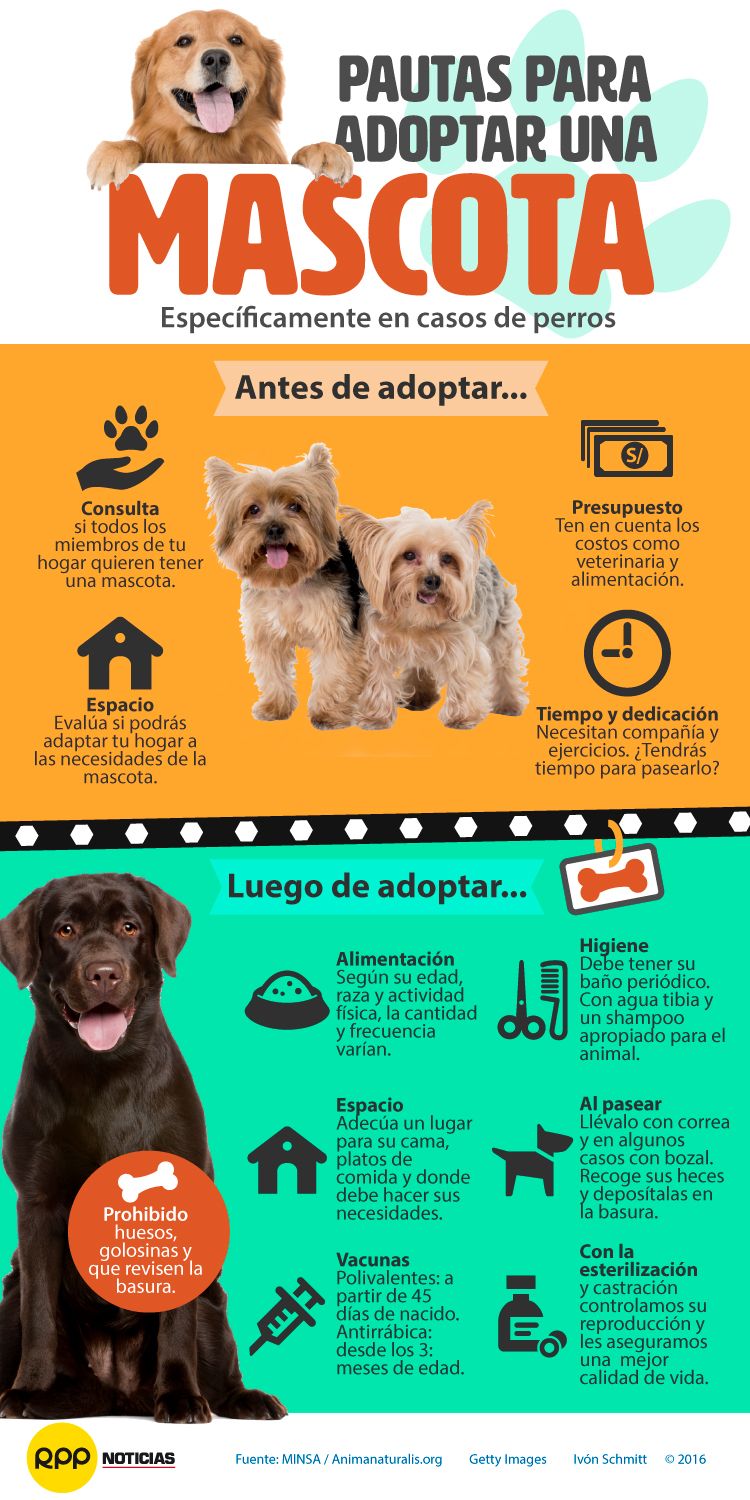 PAUTAS PARA
ADOPTAR UNA
MASCOTA
Específicamente en casos de perros
Antes de adoptar...
Consulta
si todos los
miembros de tu
hogar quieren tener
una mascota.
S/
Presupuesto
Ten en cuenta los
costos como
veterinaria y
alimentación.
Espacio
Evalúa si podrás
adaptar tu hogar a
las necesidades de la
mascota.
Tiempo y dedicación
Necesitan compañía y
ejercicios. ¿Tendrás
tiempo para pasearlo?
Luego de adoptar...
Alimentación
Según su edad,
raza y actividad
física, la cantidad
y frecuencia
varían.
Higiene
Debe tener su
baño periódico.
Con agua tibia y
un shampoo
apropiado para el
animal.
Espacio
Adecúa un lugar
para su cama,
platos de
comida y donde
debe hacer sus
necesidades.
Al pasear
Llévalo con correa
y en algunos
casos con bozal.
Recoge sus heces
y deposítalas en
la basura.
Prohibido
huesos,
golosinas y
que revisen la
basura.
Vacunas
Polivalentes: a
partir de 45
días de nacido.
Antirrábica:
desde los 3:
meses de edad.
Con la
esterilización
y castración
controlamos su
reproducción y
les aseguramos
una mejor
calidad de vida.
RPP NOTICIAS
Fuente: MINSA / Animanaturalis.org Getty Images Ivón Schmitt © 2016